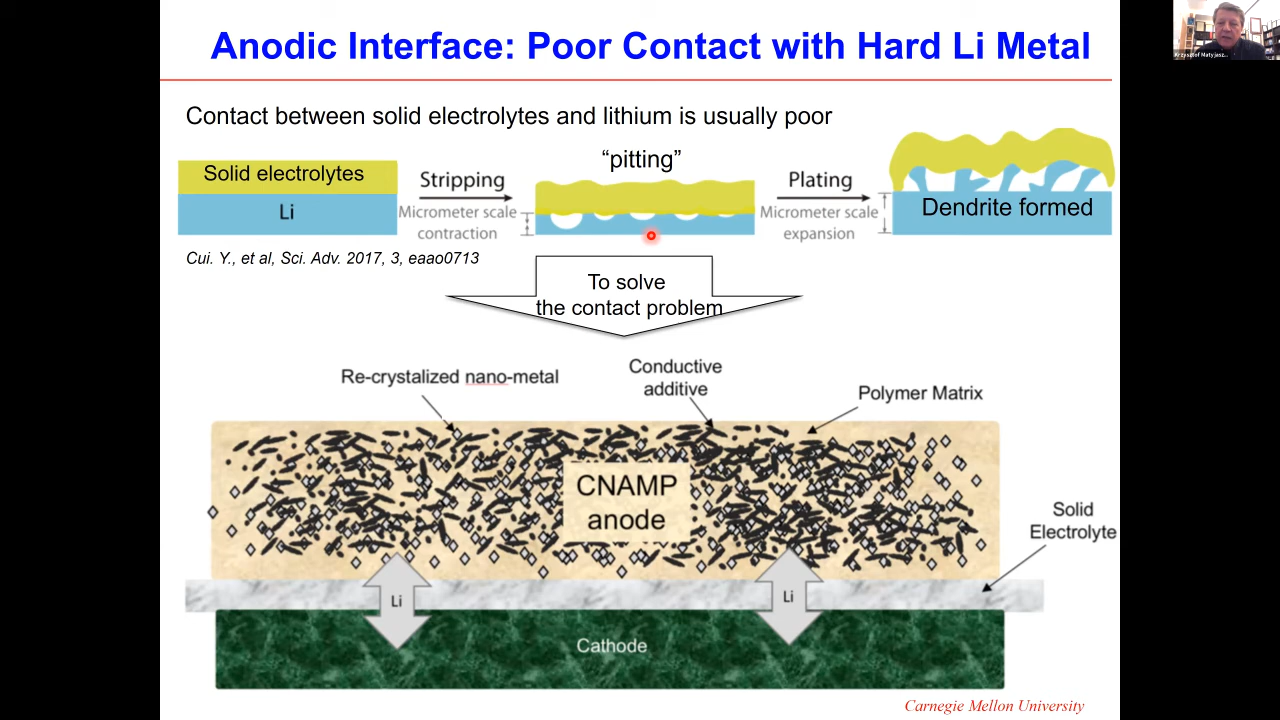 Anodic Interface: Poor Contact with Hard Li Metal
Krzysztof Matyjasz...
Contact between solid electrolytes and lithium is usually poor
“pitting”
Solid electrolytes
Li
Stripping
Micrometer scale
contraction
Plating
Micrometer scale
expansion
Dendrite formed
Cui. Y., et al, Sci. Adv. 2017, 3, eaao0713
To solve
the contact problem
Re-crystalized nano-metal
Conductive
additive
Polymer Matrix
CNAMP
anode
Solid
Electrolyte
Li
Li
Cathode
Carnegie Mellon University